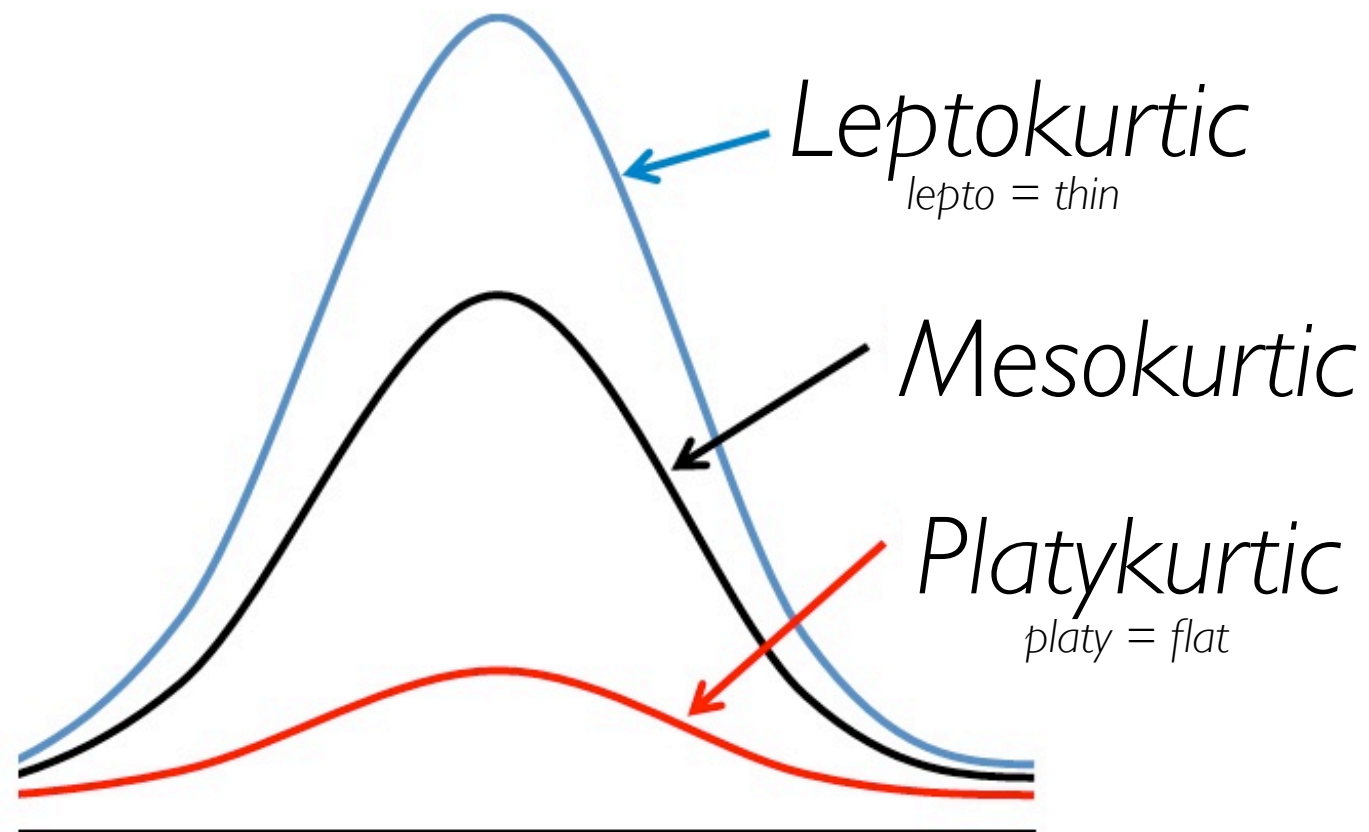 Leptokurtic
lepto = thin
Mesokurtic
Platykurtic
platy = flat